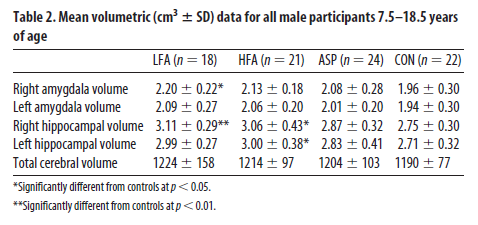 Table 2. Mean volumetric (cm³ ± SD) data for all male participants 7.5–18.5 years
of age
LFA (n = 18) HFA (n = 21) ASP (n = 24) CON (n = 22)
Right amygdala volume 2.20 ± 0.22* 2.13 ± 0.18 2.08 ± 0.28 1.96 ± 0.30
Left amygdala volume 2.09 ± 0.27 2.06 ± 0.20 2.01 ± 0.20 1.94 ± 0.30
Right hippocampal volume 3.11 ± 0.29** 3.06 ± 0.43* 2.87 ± 0.32 2.75 ± 0.30
Left hippocampal volume 2.99 ± 0.27 3.00 ± 0.38* 2.83 ± 0.41 2.71 ± 0.32
Total cerebral volume 1224 ± 158 1214 ± 97 1204 ± 103 1190 ± 77
*Significantly different from controls at p < 0.05.
**Significantly different from controls at p < 0.01.